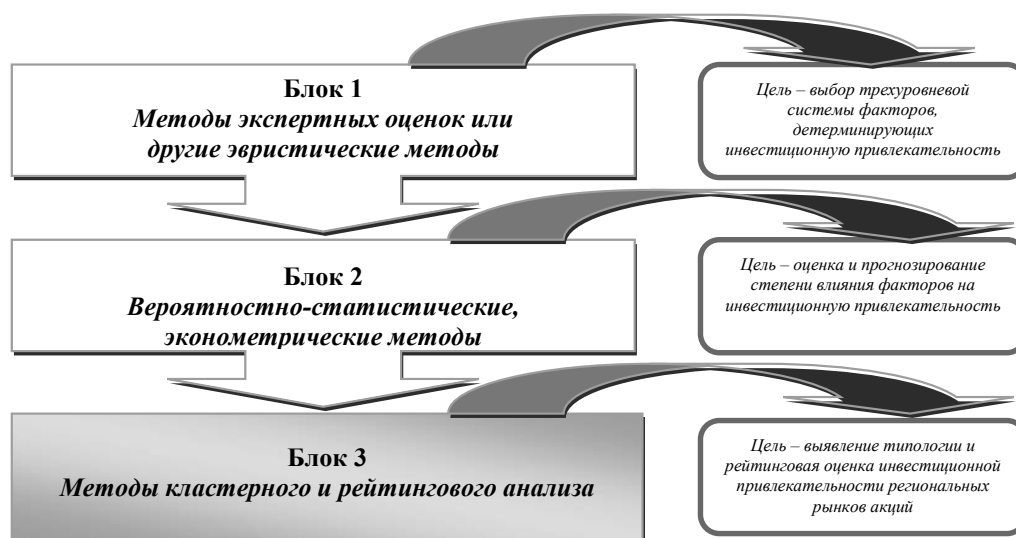 Блок 1
Методы экспертных оценок или
другие эвристические методы
Цель – выбор трехуровневой
системы факторов,
детерминирующих
инвестиционную привлекательность
Блок 2
Вероятностно-статистические,
эконометрические методы
Цель – оценка и прогнозирование
степени влияния факторов на
инвестиционную привлекательность
Блок 3
Методы кластерного и рейтингового анализа
Цель – выявление типологии и
рейтинговая оценка инвестиционной
привлекательности региональных
рынков акций